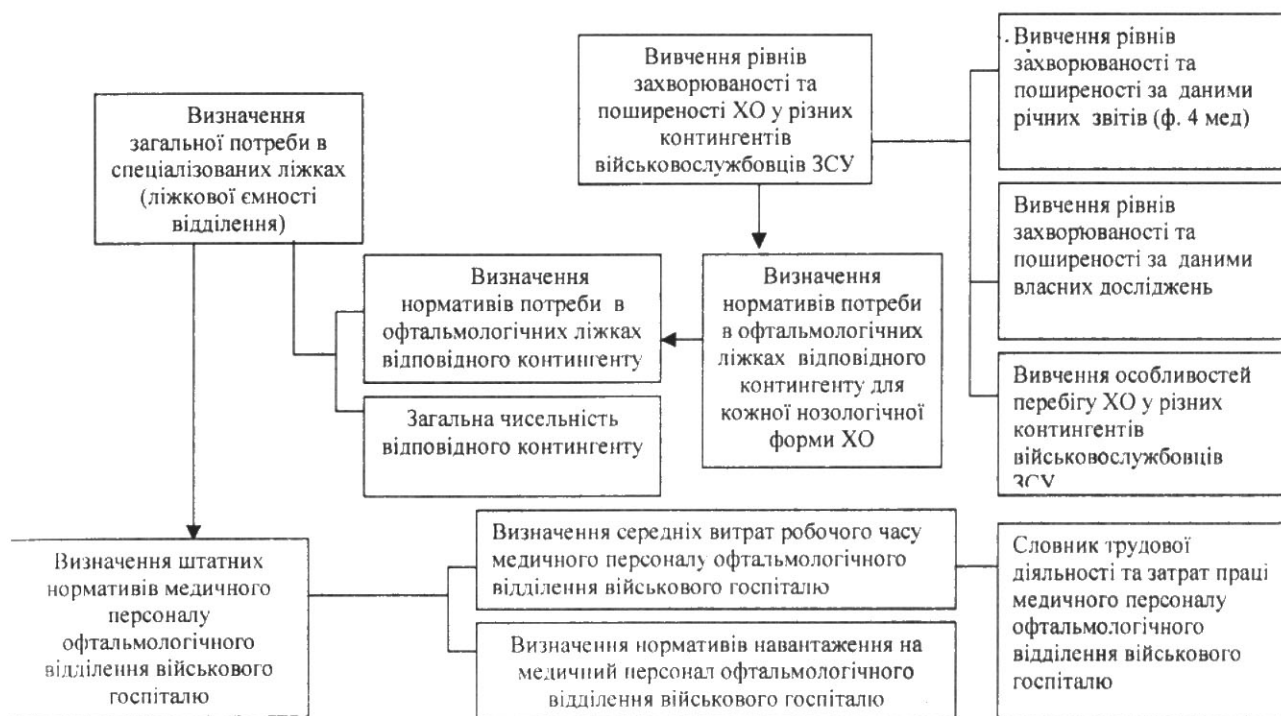 Визначення
загальної потреби в
спеціалізованих ліжках
(ліжкової ємності
відділення)
Вивчення рівнів
захворюваності та
поширеності ХО у різних
контингентів
військовослужбовців ЗСУ
Вивчення рівнів
захворюваності та
поширеності за даними
річних звітів (ф. 4 мед)
Вивчення рівнів
захворюваності та
поширеності за даними
власних досліджень
Вивчення особливостей
перебігу ХО у різних
контингентів
військовослужбовців
ЗСУ
Визначення
нормативів потреби в
офтальмологічних ліжках
відповідного контингенту
Визначення
нормативів потреби
в офтальмологічних
ліжках відповідного
контингенту для
кожної нозологічної
форми ХО
Загальна чисельність
відповідного контингенту
Визначення штатних
нормативів медичного
персоналу
офтальмологічного
відділення військового
госпіталю
Визначення середніх витрат робочого часу
медичного персоналу офтальмологічного
відділення військового госпіталю
Визначення нормативів навантаження на
медичний персонал офтальмологічного
відділення військового госпіталю
Словник трудової
діяльності та затрат праці
медичного персоналу
офтальмологічного
відділення військового
госпіталю